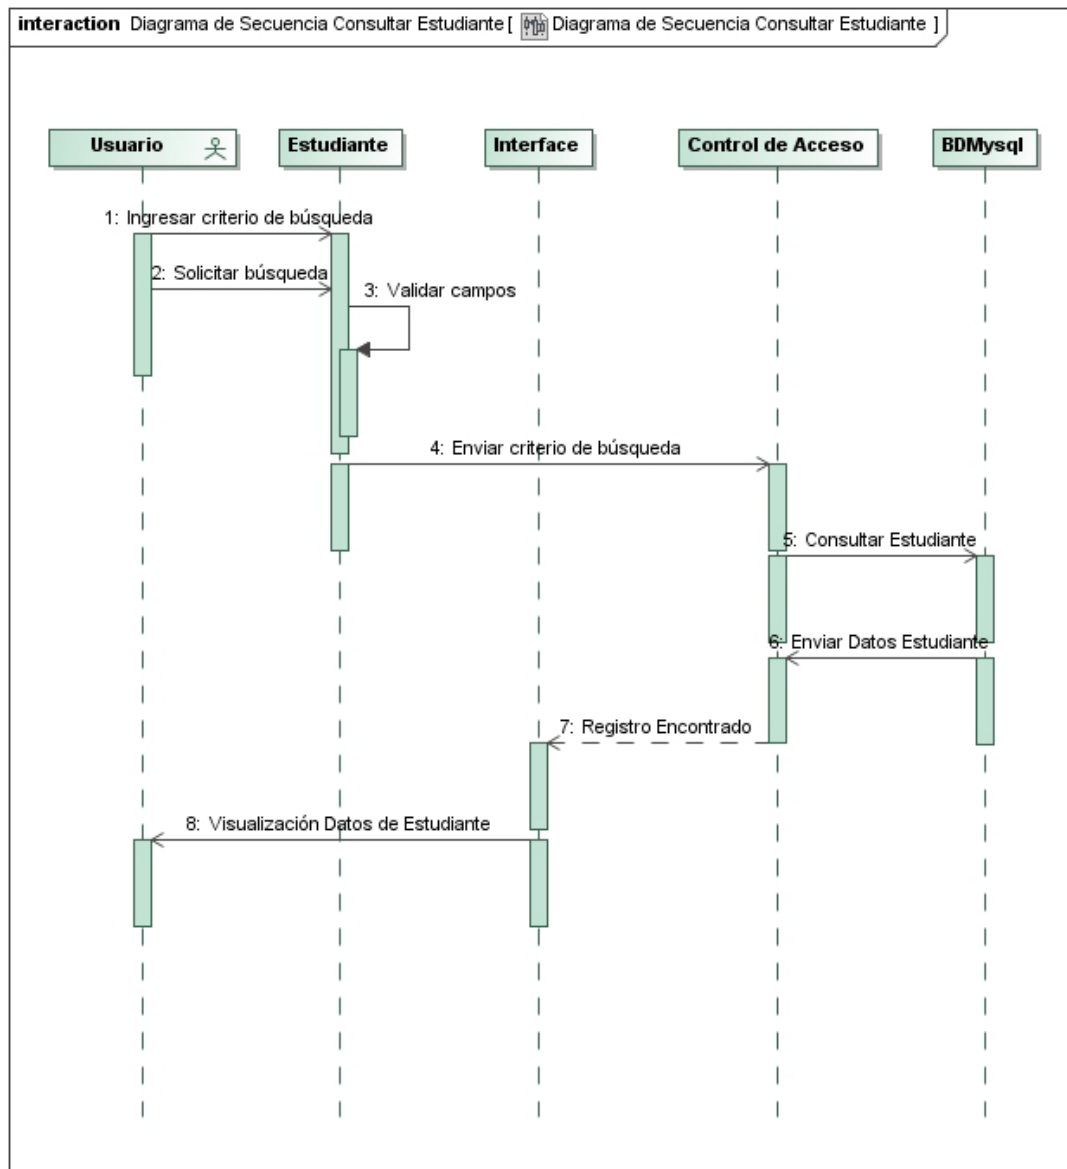 interaction Diagrama de Secuencia Consultar Estudiante [ Diagrama de Secuencia Consultar Estudiante ]
Usuario Estudiante Interface Control de Acceso BDMysql
1: Ingresar criterio de búsqueda
2: Solicitar búsqueda
3: Validar campos
4: Enviar criterio de búsqueda
5: Consultar Estudiante
6: Enviar Datos Estudiante
7: Registro Encontrado
8: Visualización Datos de Estudiante